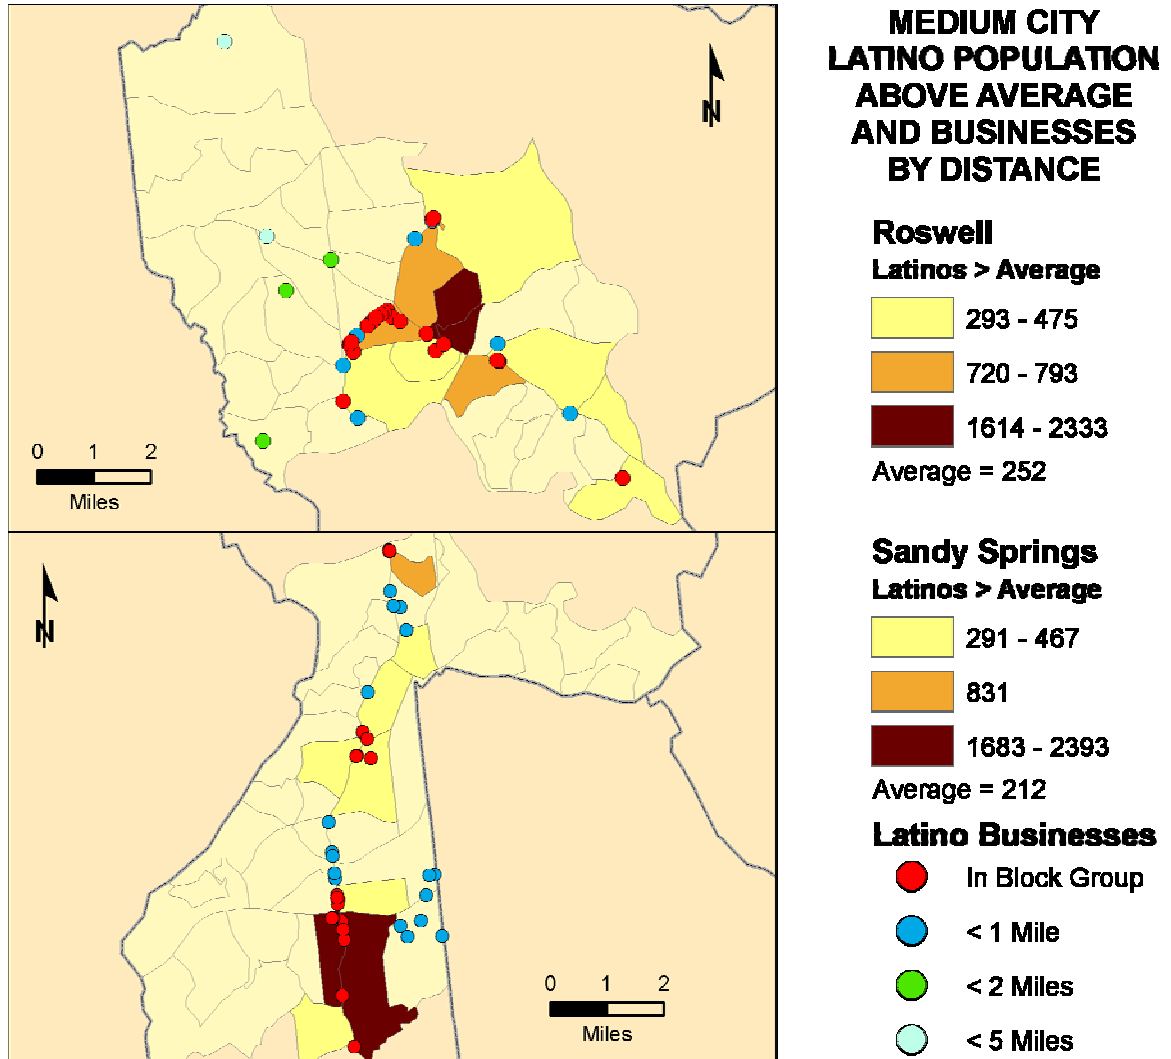 MEDIUM CITY
LATINO POPULATION
ABOVE AVERAGE
AND BUSINESSES
BY DISTANCE
N
0 1 2
Miles
Roswell
Latinos > Average
293 - 475
720 - 793
1614 - 2333
Average = 252
N
0 1 2
Miles
Sandy Springs
Latinos > Average
291 - 467
831
1683 - 2393
Average = 212
Latino Businesses
In Block Group
< 1 Mile
< 2 Miles
< 5 Miles